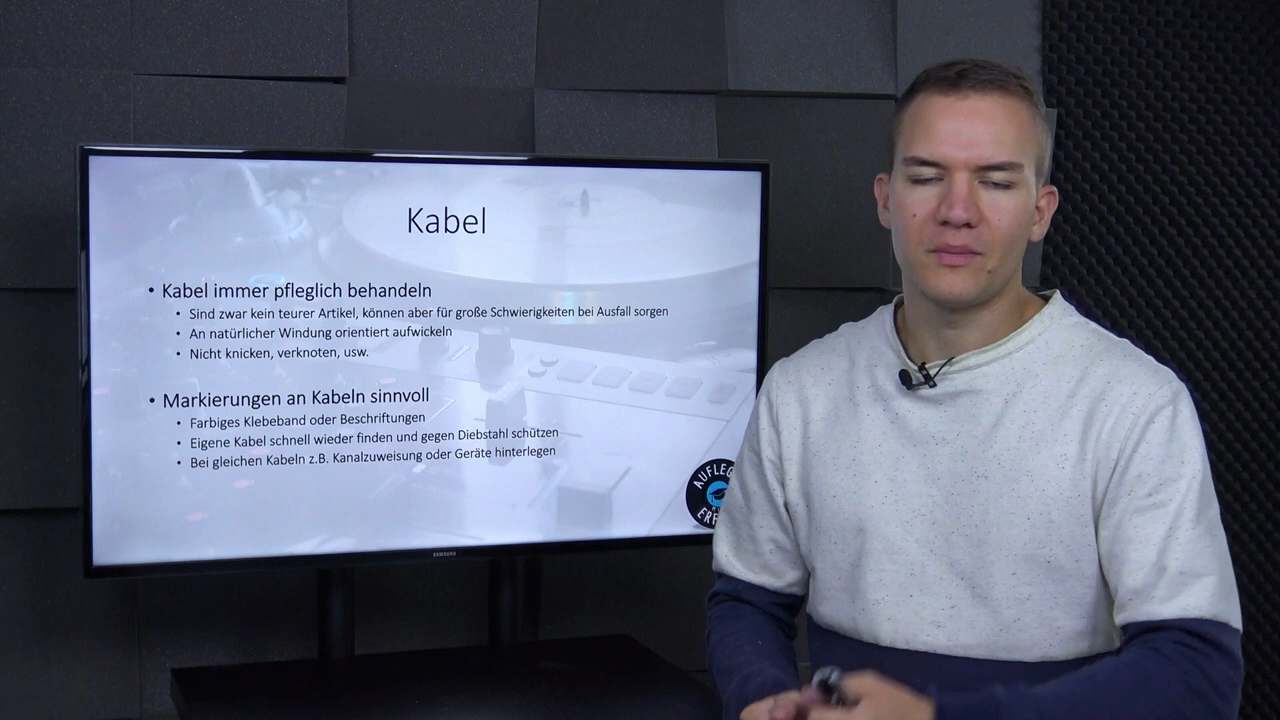 Kabel
• Kabel immer pfleglich behandeln
• Sind zwar kein teurer Artikel, können aber für große Schwierigkeiten bei Ausfall sorgen
• An natürlicher Windung orientiert aufwickeln
• Nicht knicken, verknoten, usw.
• Markierungen an Kabeln sinnvoll
• Farbiges Klebeband oder Beschriftungen
• Eigene Kabel schnell wieder finden und gegen Diebstahl schützen
• Bei gleichen Kabeln z.B. Kanalzuweisung oder Geräte hinterlegen
SAMSUNG